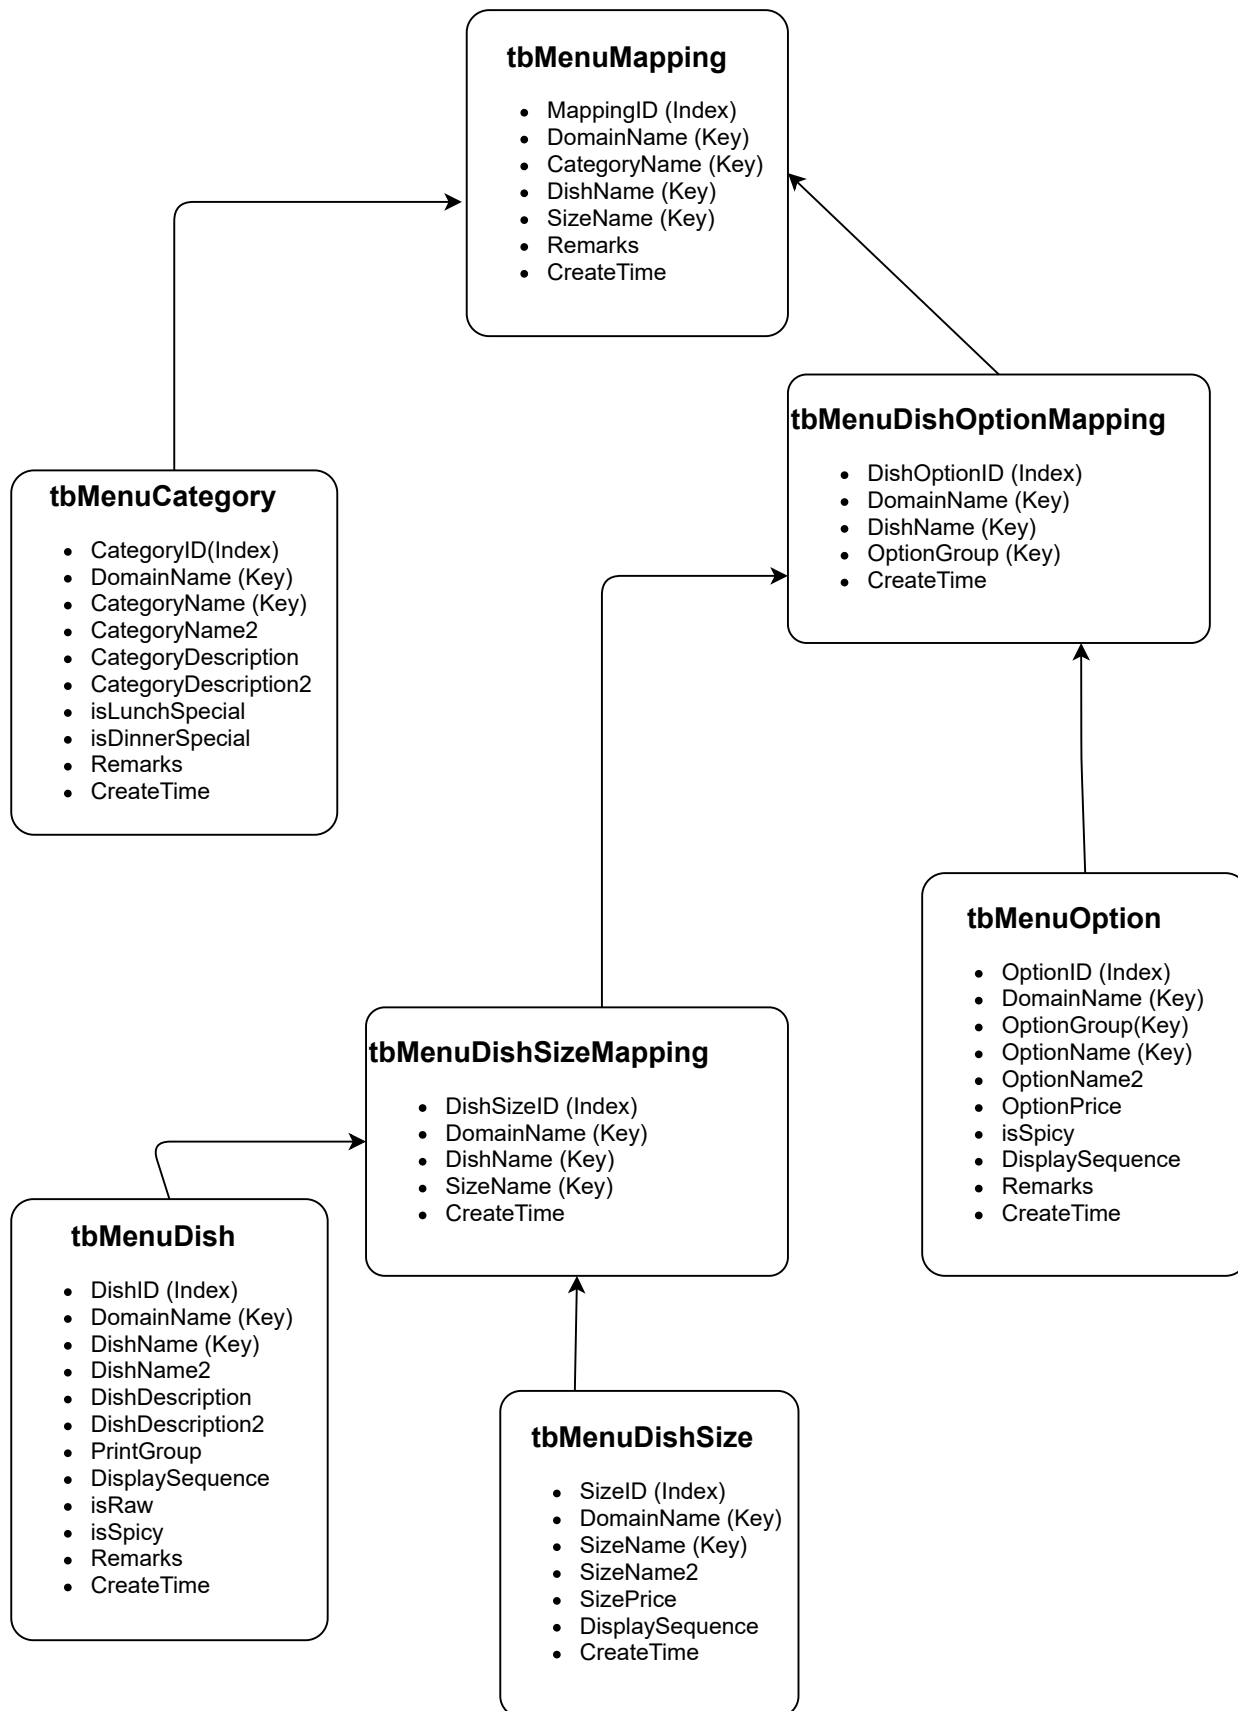 tbMenuMapping
MappingID (Index)
DomainName (Key)
CategoryName (Key)
DishName (Key)
SizeName (Key)
Remarks
CreateTime
tbMenuDishOptionMapping
DishOptionID (Index)
DomainName (Key)
DishName (Key)
OptionGroup (Key)
CreateTime
tbMenuCategory
CategoryID(Index)
DomainName (Key)
CategoryName (Key)
CategoryName2
CategoryDescription
CategoryDescription2
isLunchSpecial
isDinnerSpecial
Remarks
CreateTime
tbMenuOption
OptionID (Index)
DomainName (Key)
OptionGroup(Key)
OptionName (Key)
OptionName2
OptionPrice
isSpicy
DisplaySequence
Remarks
CreateTime
tbMenuDishSizeMapping
DishSizeID (Index)
DomainName (Key)
DishName (Key)
SizeName (Key)
CreateTime
tbMenuDish
DishID (Index)
DomainName (Key)
DishName (Key)
DishName2
DishDescription
DishDescription2
PrintGroup
DisplaySequence
isRaw
isSpicy
Remarks
CreateTime
tbMenuDishSize
SizeID (Index)
DomainName (Key)
SizeName (Key)
SizeName2
SizePrice
DisplaySequence
CreateTime